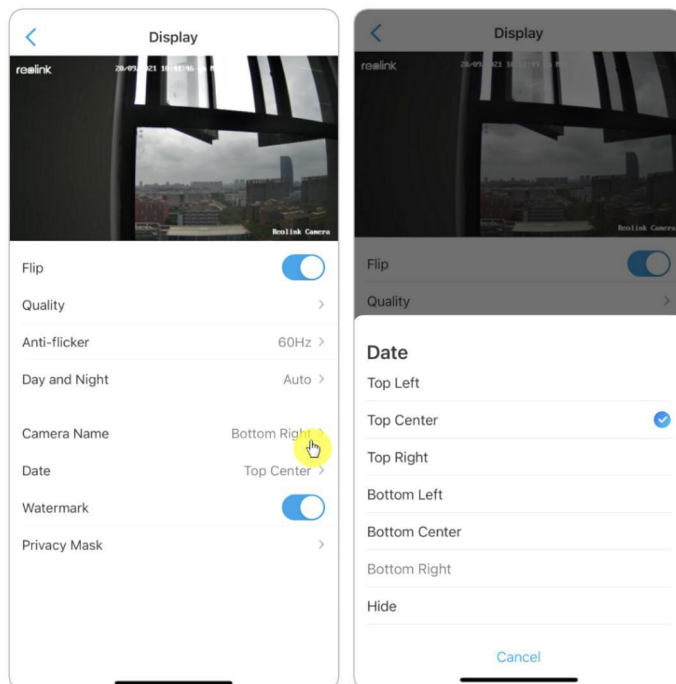 Display
reolink
Reolink Camera
Flip
Quality
Anti-flicker 60Hz
Day and Night Auto
Camera Name Bottom Right
Date Top Center
Watermark
Privacy Mask
Display
reolink
Reolink Camera
Flip
Quality
Date
Top Left
Top Center
Top Right
Bottom Left
Bottom Center
Bottom Right
Hide
Cancel